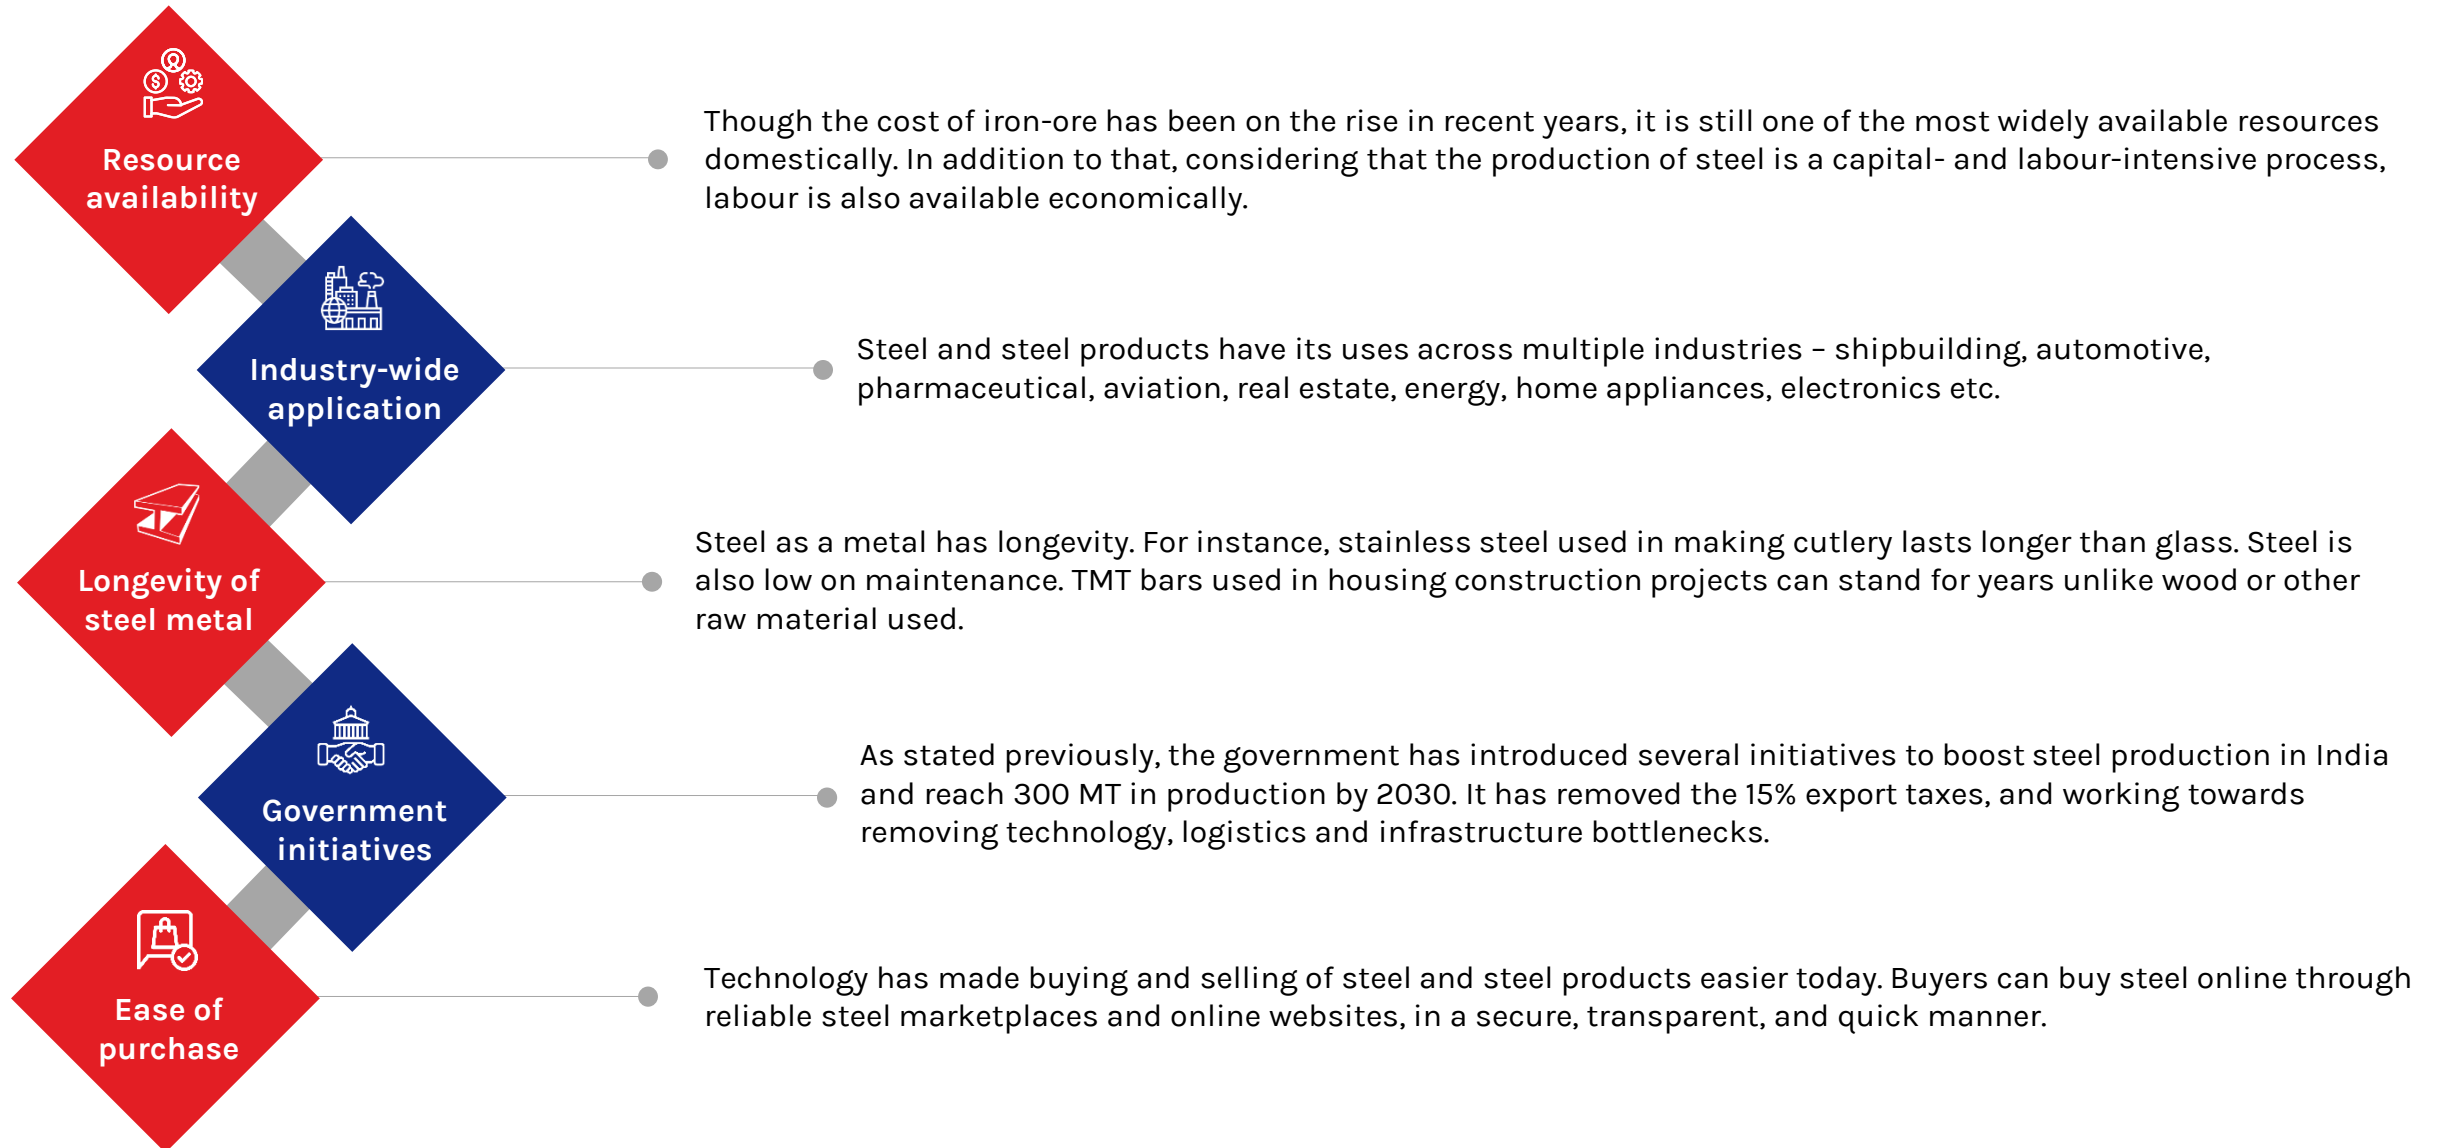 Resource
availability
Though the cost of iron-ore has been on the rise in recent years, it is still one of the most widely available resources
domestically. In addition to that, considering that the production of steel is a capital- and labour-intensive process,
labour is also available economically.
Industry-wide
application
Steel and steel products have its uses across multiple industries – shipbuilding, automotive,
pharmaceutical, aviation, real estate, energy, home appliances, electronics etc.
Longevity of
steel metal
Steel as a metal has longevity. For instance, stainless steel used in making cutlery lasts longer than glass. Steel is
also low on maintenance. TMT bars used in housing construction projects can stand for years unlike wood or other
raw material used.
Government
initiatives
As stated previously, the government has introduced several initiatives to boost steel production in India
and reach 300 MT in production by 2030. It has removed the 15% export taxes, and working towards
removing technology, logistics and infrastructure bottlenecks.
Ease of
purchase
Technology has made buying and selling of steel and steel products easier today. Buyers can buy steel online through
reliable steel marketplaces and online websites, in a secure, transparent, and quick manner.